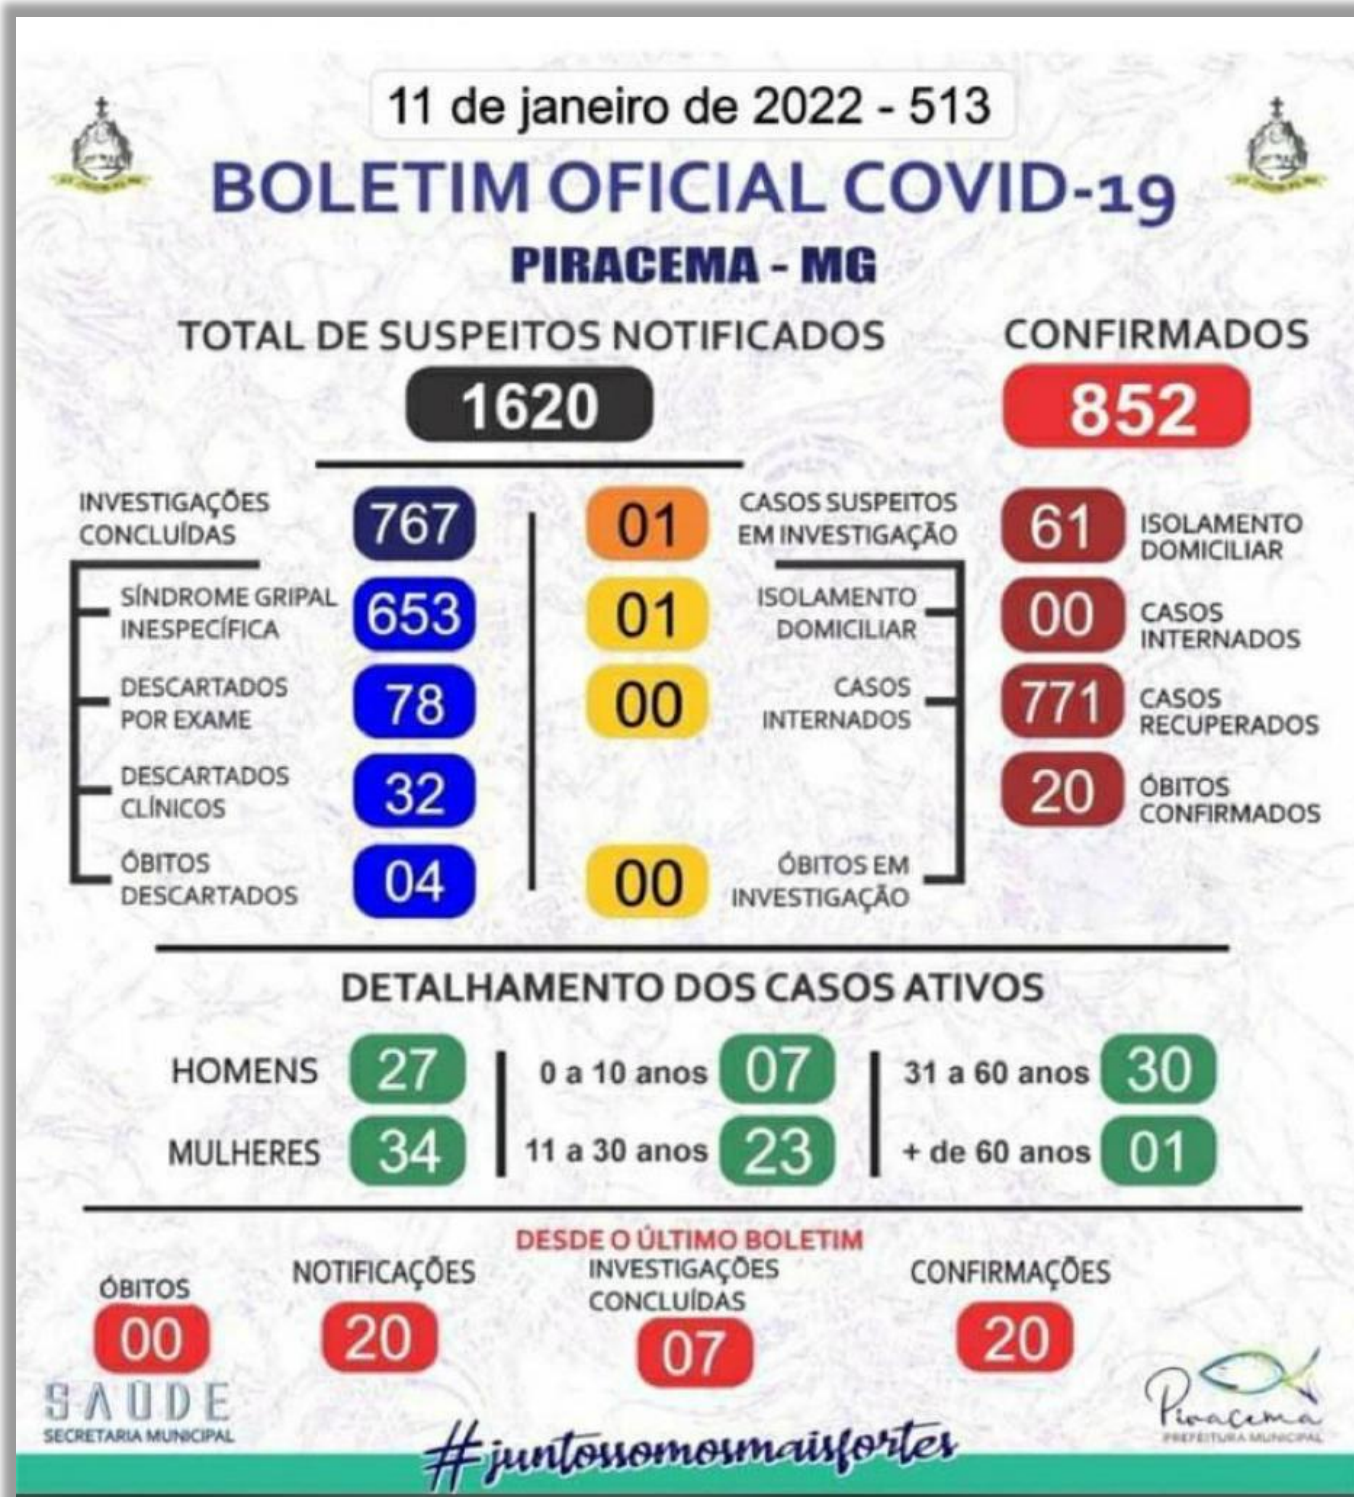 11 de janeiro de 2022 - 513
BOLETIM OFICIAL COVID-19
PIRACEMA - MG
TOTAL DE SUSPEITOS NOTIFICADOS
1620
CONFIRMADOS
852
INVESTIGAÇÕES
CONCLUÍDAS
767
SÍNDROME GRIPAL
INESPECÍFICA
653
DESCARTADOS
POR EXAME
78
DESCARTADOS
CLÍNICOS
32
ÓBITOS
DESCARTADOS
04
01
CASOS SUSPEITOS
EM INVESTIGAÇÃO
01
ISOLAMENTO
DOMICILIAR
00
CASOS
INTERNADOS
00
ÓBITOS EM
INVESTIGAÇÃO
61
ISOLAMENTO
DOMICILIAR
00
CASOS
INTERNADOS
771
CASOS
RECUPERADOS
20
ÓBITOS
CONFIRMADOS
DETALHAMENTO DOS CASOS ATIVOS
HOMENS 27
MULHERES 34
0 a 10 anos 07
11 a 30 anos 23
31 a 60 anos 30
+ de 60 anos 01
DESDE O ÚLTIMO BOLETIM
ÓBITOS
00
NOTIFICAÇÕES
20
INVESTIGAÇÕES
CONCLUÍDAS
07
CONFIRMAÇÕES
20
SAÚDE
SECRETARIA MUNICIPAL
#juntossomosmaisfortes
Piracema
PREFEITURA MUNICIPAL